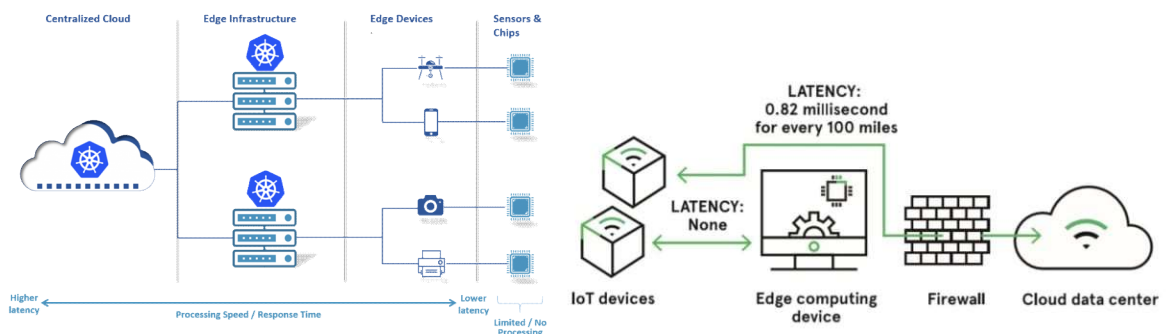 Centralized Cloud
Edge Infrastructure
Edge Devices
Sensors &
Chips
Higher
latency
Processing Speed / Response Time
Lower
latency
Limited / No
Processing
LATENCY:
0.82 millisecond
for every 100 miles
LATENCY:
None
IoT devices
Edge computing
device
Firewall
Cloud data center